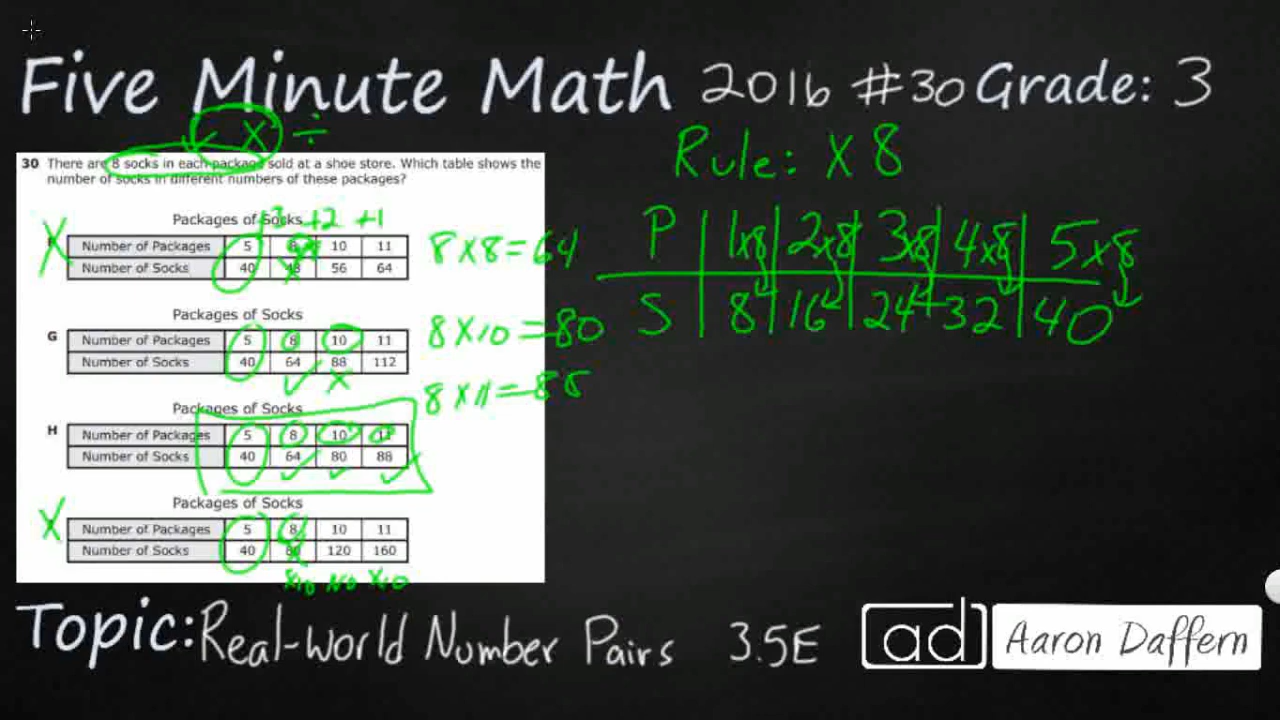 Five Minute Math 2016 #30 Grade: 3
× ÷
Rule: x 8
30 There are 8 socks in each package sold at a shoe store. Which table shows the
number of socks in different numbers of these packages?
X
+3 +2 +1
Packages of Socks
Number of Packages 5 8 10 11
Number of Socks 40 48 56 64
8x8=64
P 1x8 2x8 3x8 4x8 5x8
S 8 16 24 32 40
Packages of Socks
G
Number of Packages 5 8 10 11
Number of Socks 40 64 88 112
✓ x
8x10=80
8x11=88
Packages of Socks
H
Number of Packages 5 8 10 11
Number of Socks 40 64 80 88
✓ ✓ ✓
X
Packages of Socks
Number of Packages 5 8 10 11
Number of Socks 40 80 120 160
Topic: Real-world Number Pairs 3.5E
ad Aaron Daffern